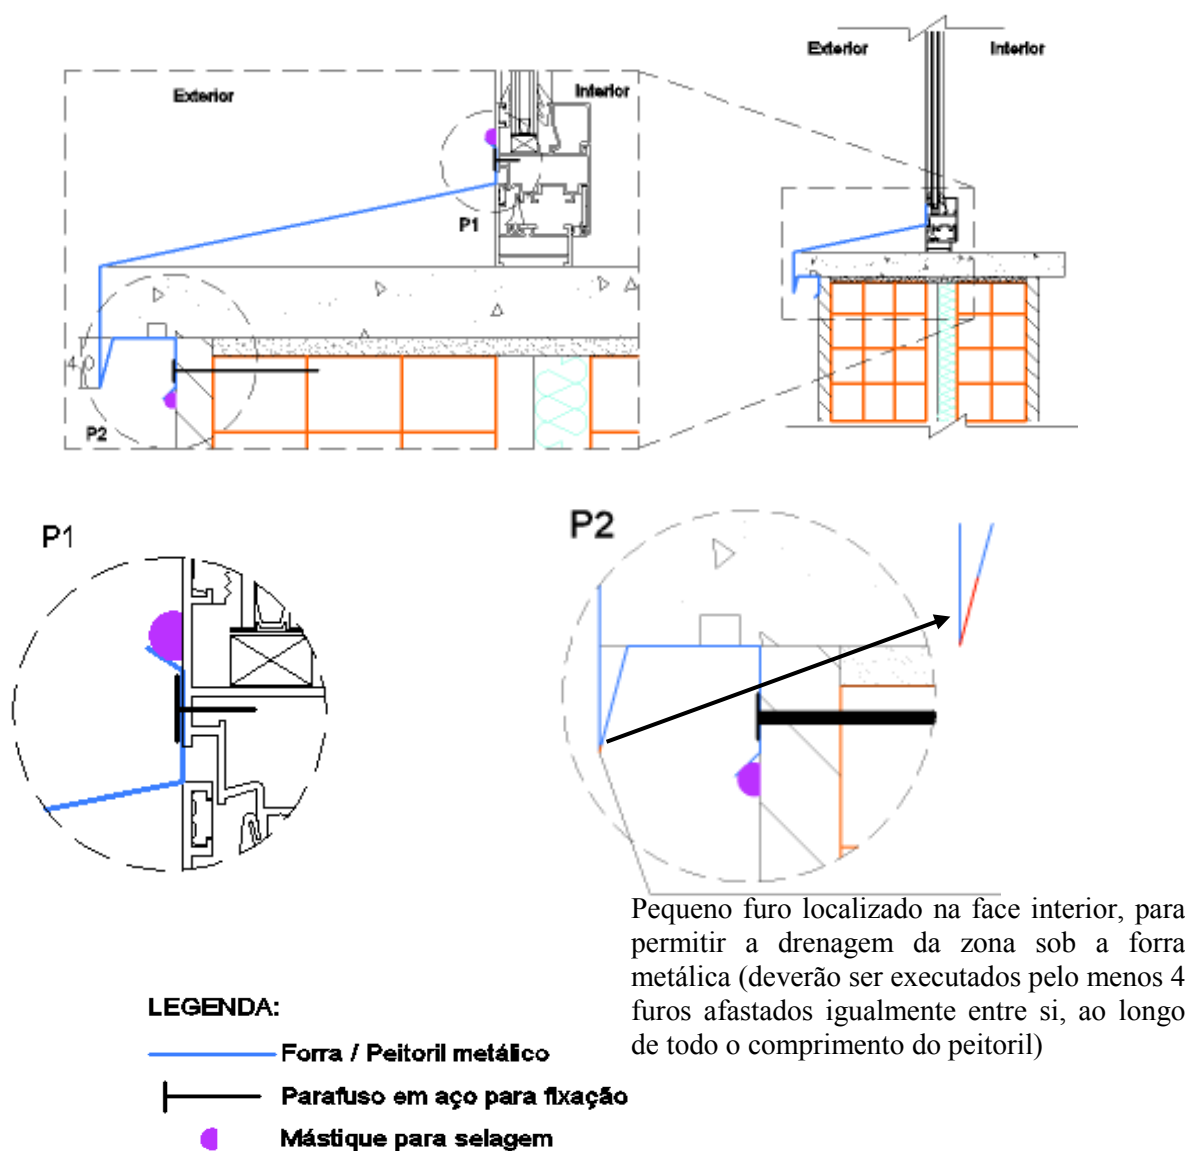 Exterior
Interior
Exterior
Interior
P1
4,0
P2
P1
P2
Pequeno furo localizado na face interior, para
permitir a drenagem da zona sob a forra
metálica (deverão ser executados pelo menos 4
furos afastados igualmente entre si, ao longo
de todo o comprimento do peitoril)
LEGENDA:
Forra / Peitoril metálico
Parafuso em aço para fixação
Mástique para selagem